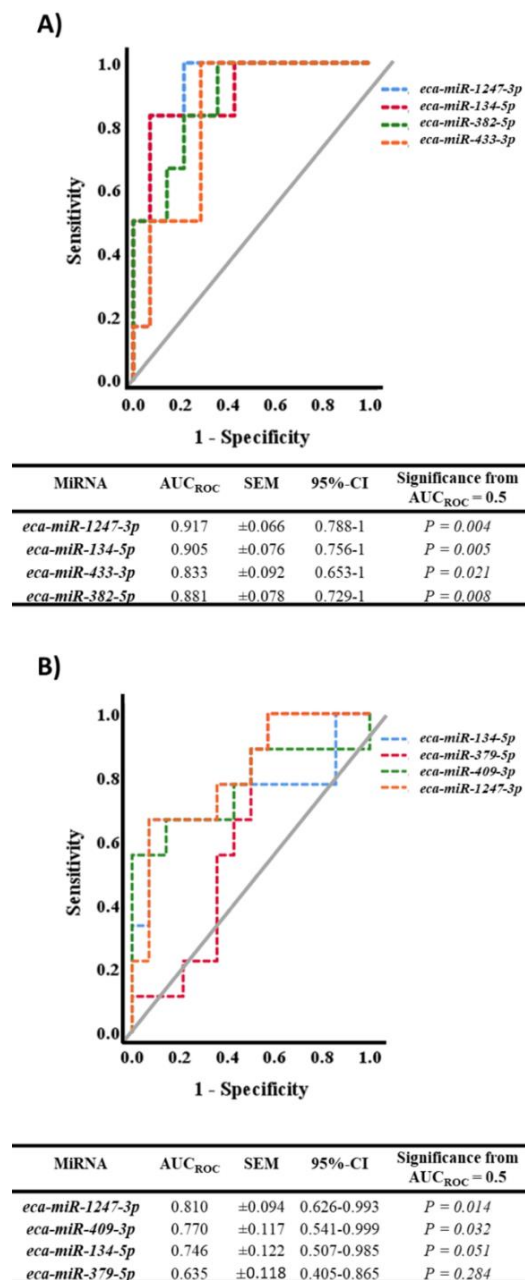 A)
1.0
0.8
0.6
0.4
0.2
0.0
Sensitivity
0.0 0.2 0.4 0.6 0.8 1.0
1 - Specificity
eca-miR-1247-3p
eca-miR-134-5p
eca-miR-382-5p
eca-miR-433-3p
MiRNA AUCROC SEM 95%-CI Significance from
AUCROC = 0.5
eca-miR-1247-3p 0.917 ±0.066 0.788-1 P = 0.004
eca-miR-134-5p 0.905 ±0.076 0.756-1 P = 0.005
eca-miR-433-3p 0.833 ±0.092 0.653-1 P = 0.021
eca-miR-382-5p 0.881 ±0.078 0.729-1 P = 0.008
B)
1.0
0.8
0.6
0.4
0.2
0.0
Sensitivity
0.0 0.2 0.4 0.6 0.8 1.0
1 - Specificity
eca-miR-134-5p
eca-miR-379-5p
eca-miR-409-3p
eca-miR-1247-3p
MiRNA AUCROC SEM 95%-CI Significance from
AUCROC = 0.5
eca-miR-1247-3p 0.810 ±0.094 0.626-0.993 P = 0.014
eca-miR-409-3p 0.770 ±0.117 0.541-0.999 P = 0.032
eca-miR-134-5p 0.746 ±0.122 0.507-0.985 P = 0.051
eca-miR-379-5p 0.635 ±0.118 0.405-0.865 P = 0.284